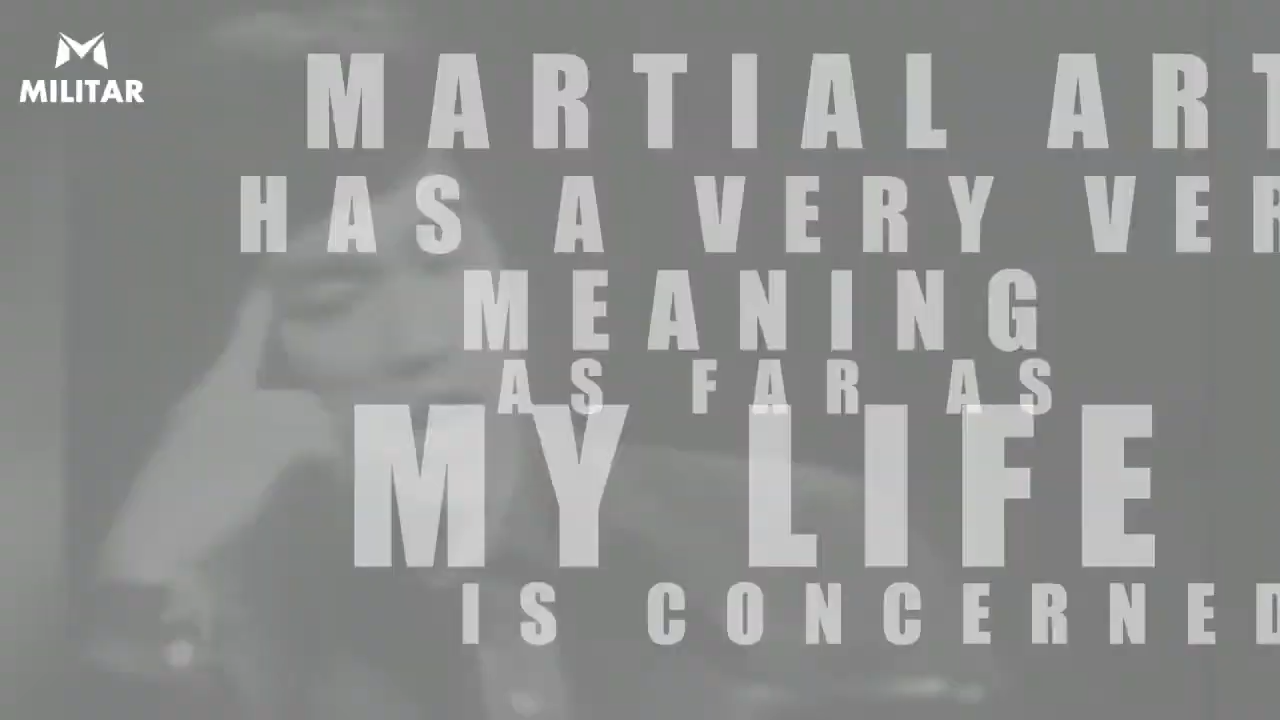 MILITAR
MARTIAL ART
HAS A VERY VER
MEANING
AS FAR AS
MY LIFE
IS CONCERNED